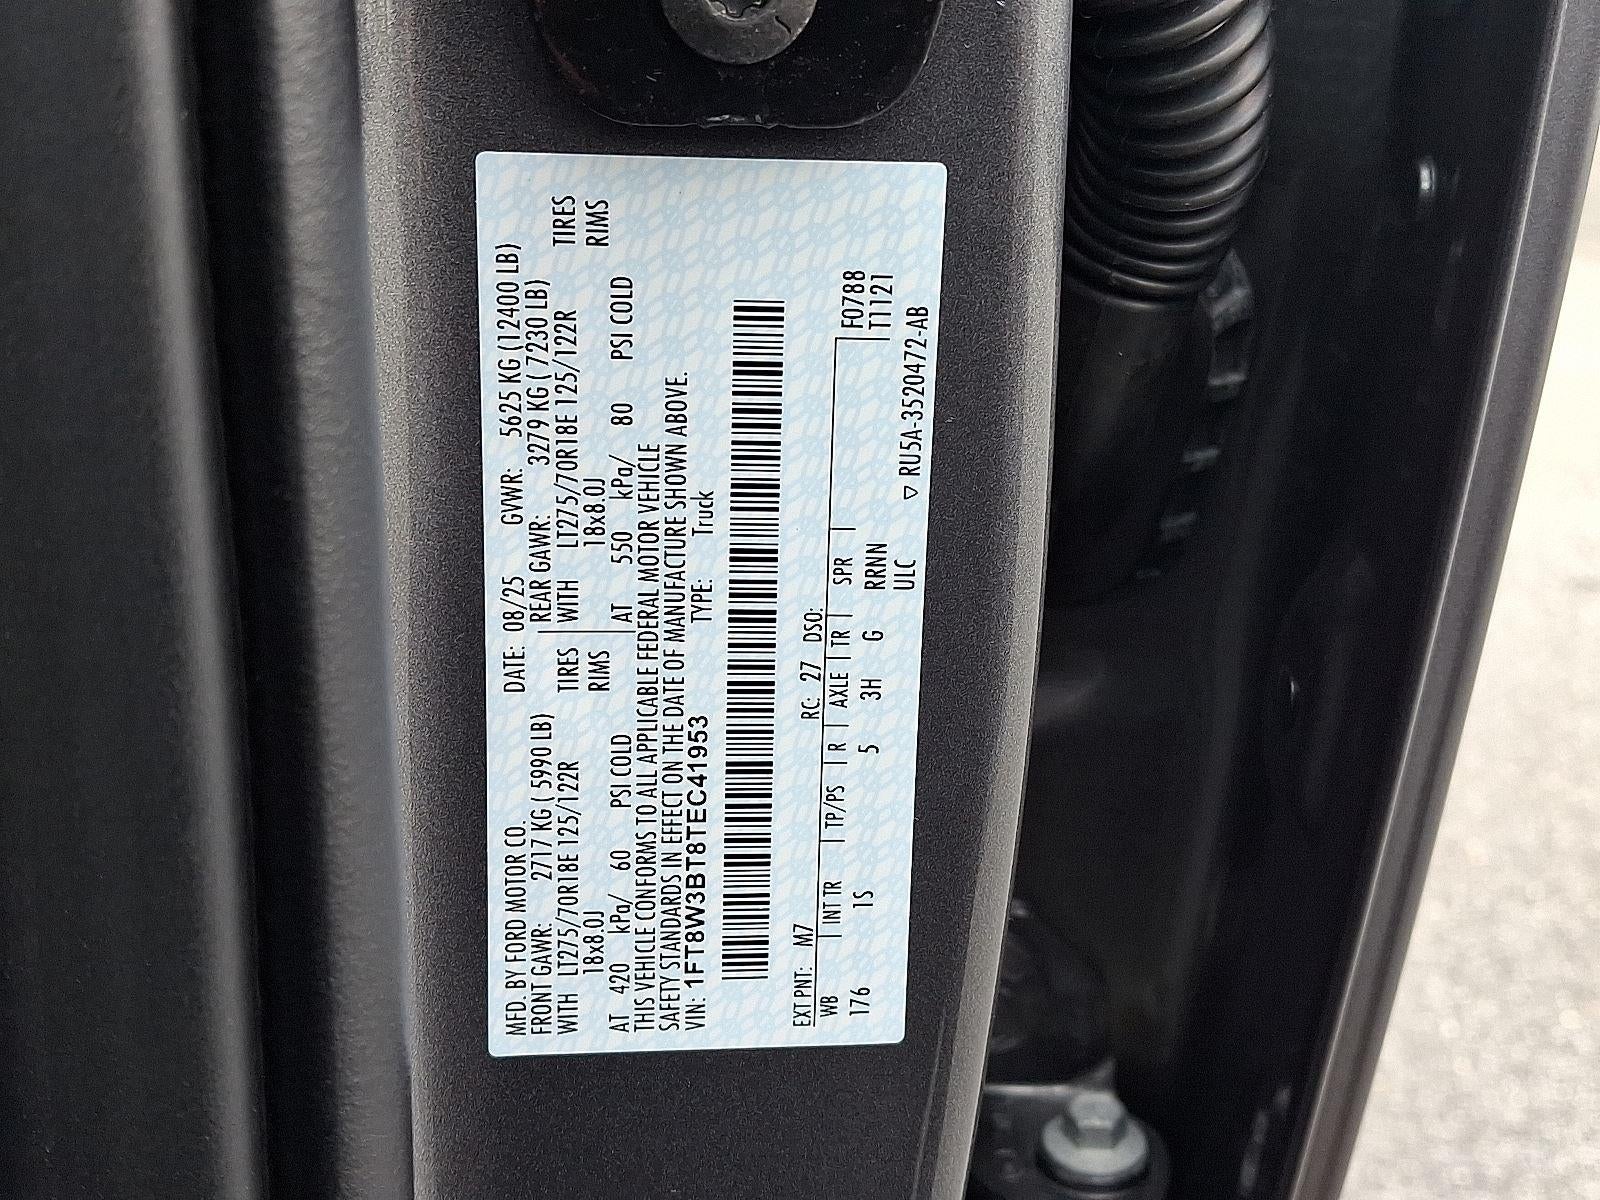 MFD. BY FORD MOTOR CO. DATE: 08/25 GVWR: 5625 KG (12400 LB)
FRONT GAWR: 2717 KG ( 5990 LB) REAR GAWR: 3279 KG ( 7230 LB)
WITH LT275/70R18E 125/122R TIRES WITH LT275/70R18E 125/122R TIRES
18x8.0J RIMS 18x8.0J RIMS
AT 420 kPa/ 60 PSI COLD AT 550 kPa/ 80 PSI COLD
THIS VEHICLE CONFORMS TO ALL APPLICABLE FEDERAL MOTOR VEHICLE
SAFETY STANDARDS IN EFFECT ON THE DATE OF MANUFACTURE SHOWN ABOVE.
VIN: 1FT8W3BT8TEC41953 TYPE: Truck
EXT PNT: M7 RC: 27 DSO:
WB | INT TR | TP/PS | R | AXLE | TR | SPR | F0788
176 1S 5 3H G RRNN T1121
ULC
▽ RU5A-3520472-AB